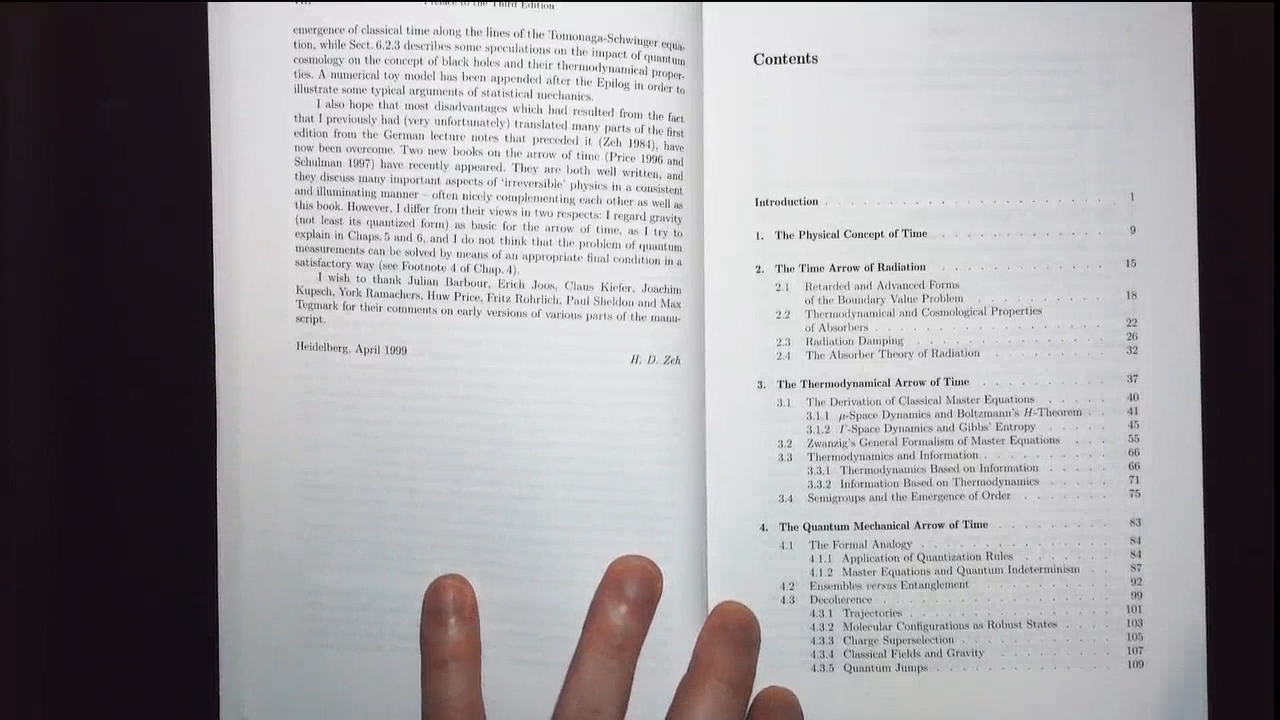 Preface to the Third Edition
emergence of classical time along the lines of the Tomonaga-Schwinger equa-
tion, while Sect. 6.2.3 describes some speculations on the impact of quantum
cosmology on the concept of black holes and their thermodynamical proper-
ties. A numerical toy model has been appended after the Epilog in order to
illustrate some typical arguments of statistical mechanics.
I also hope that most disadvantages which had resulted from the fact
that I previously had (very unfortunately) translated many parts of the first
edition from the German lecture notes that preceded it (Zeh 1984), have
now been overcome. Two new books on the arrow of time (Price 1996 and
Schulman 1997) have recently appeared. They are both well written, and
they discuss many important aspects of 'irreversible' physics in a consistent
and illuminating manner – often nicely complementing each other as well as
this book. However, I differ from their views in two respects: I regard gravity
(not least its quantized form) as basic for the arrow of time, as I try to
explain in Chaps. 5 and 6, and I do not think that the problem of quantum
measurements can be solved by means of an appropriate final condition in a
satisfactory way (see Footnote 4 of Chap. 4).
I wish to thank Julian Barbour, Erich Joos, Claus Kiefer, Joachim
Kupsch, York Ramachers, Huw Price, Fritz Rohrlich, Paul Sheldon and Max
Tegmark for their comments on early versions of various parts of the manu-
script.
Heidelberg, April 1999 H. D. Zeh
Contents
Introduction . . . . . . . . . . . . . . . . . . . . 1
1. The Physical Concept of Time . . . . . . . . . . . . . 9
2. The Time Arrow of Radiation . . . . . . . . . . . . . 15
2.1 Retarded and Advanced Forms
of the Boundary Value Problem . . . . . . . . . . . 18
2.2 Thermodynamical and Cosmological Properties
of Absorbers . . . . . . . . . . . . . . . . . 22
2.3 Radiation Damping . . . . . . . . . . . . . . . 26
2.4 The Absorber Theory of Radiation . . . . . . . . . . 32
3. The Thermodynamical Arrow of Time . . . . . . . . . . 37
3.1 The Derivation of Classical Master Equations . . . . . 40
3.1.1 μ-Space Dynamics and Boltzmann's H-Theorem . . 41
3.1.2 Γ-Space Dynamics and Gibbs' Entropy . . . . . 45
3.2 Zwanzig's General Formalism of Master Equations . . . 55
3.3 Thermodynamics and Information . . . . . . . . . . 66
3.3.1 Thermodynamics Based on Information . . . . . 66
3.3.2 Information Based on Thermodynamics . . . . . 71
3.4 Semigroups and the Emergence of Order . . . . . . . 75
4. The Quantum Mechanical Arrow of Time . . . . . . . . . 83
4.1 The Formal Analogy . . . . . . . . . . . . . . 84
4.1.1 Application of Quantization Rules . . . . . . . 84
4.1.2 Master Equations and Quantum Indeterminism . . . 87
4.2 Ensembles versus Entanglement . . . . . . . . . . . 92
4.3 Decoherence . . . . . . . . . . . . . . . . . 99
4.3.1 Trajectories . . . . . . . . . . . . . . . 101
4.3.2 Molecular Configurations as Robust States . . . . 103
4.3.3 Charge Superselection . . . . . . . . . . . . 105
4.3.4 Classical Fields and Gravity . . . . . . . . . 107
4.3.5 Quantum Jumps . . . . . . . . . . . . . . 109